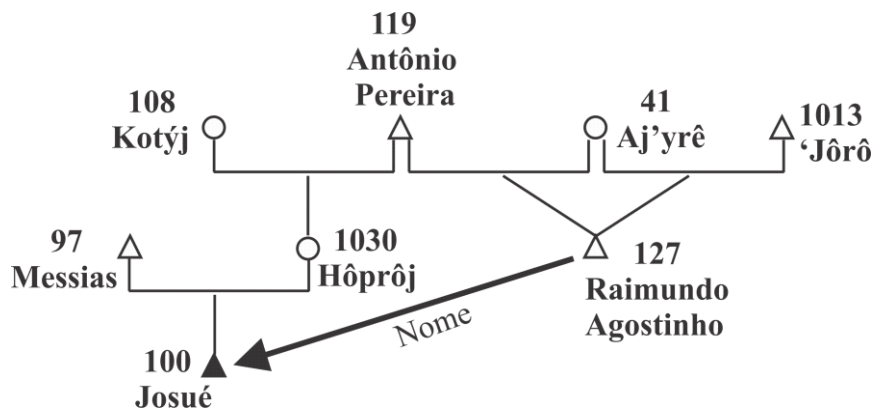 119
Antônio
Pereira
108
Kotýj
41
Aj’yrê
1013
‘Jôrô
97
Messias
1030
Hôprôj
127
Raimundo
Agostinho
Nome
100
Josué